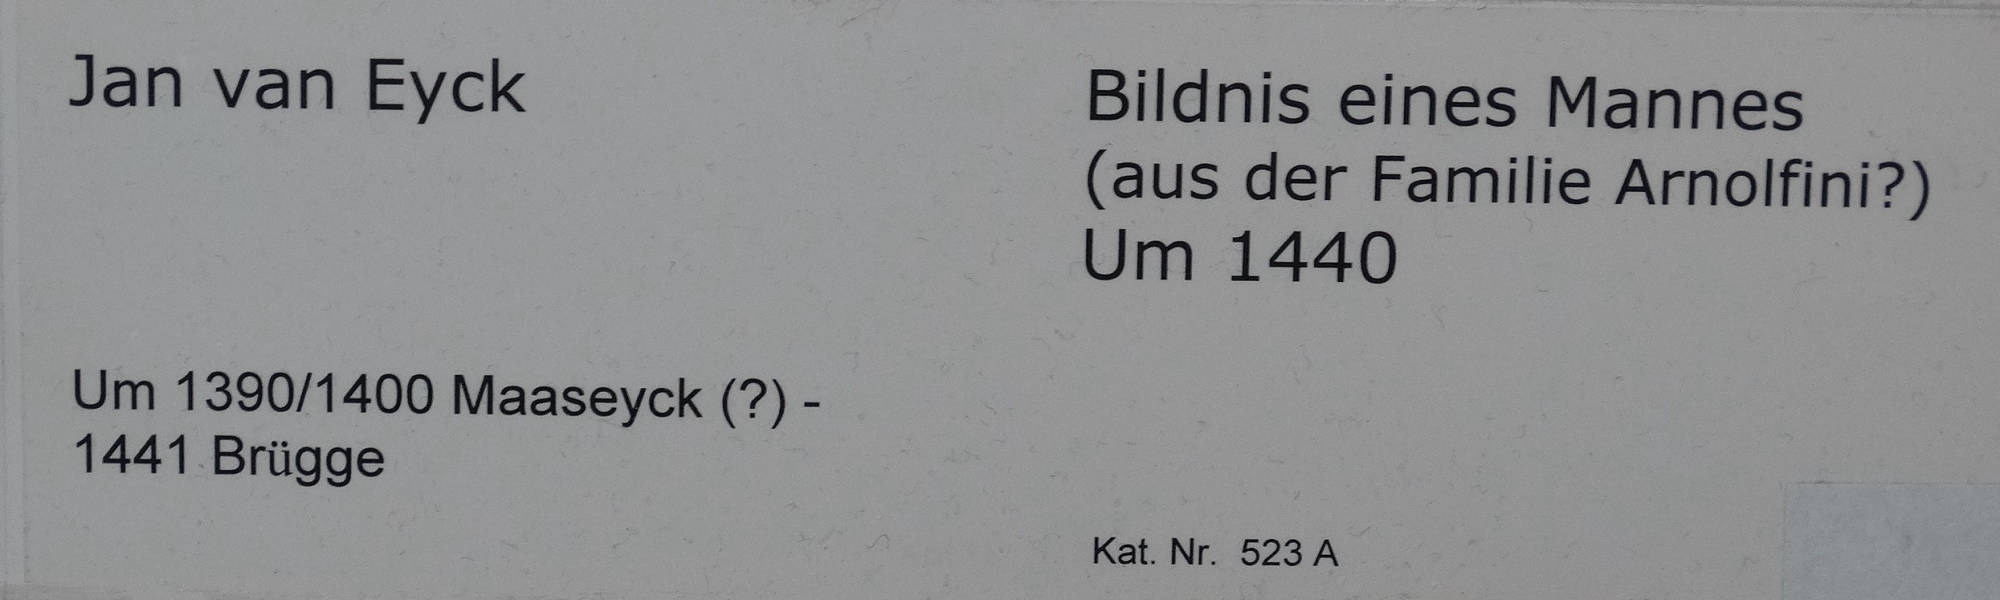 Jan van Eyck
Um 1390/1400 Maaseyck (?) -
1441 Brügge
Bildnis eines Mannes
(aus der Familie Arnolfini?)
Um 1440
Kat. Nr. 523 A